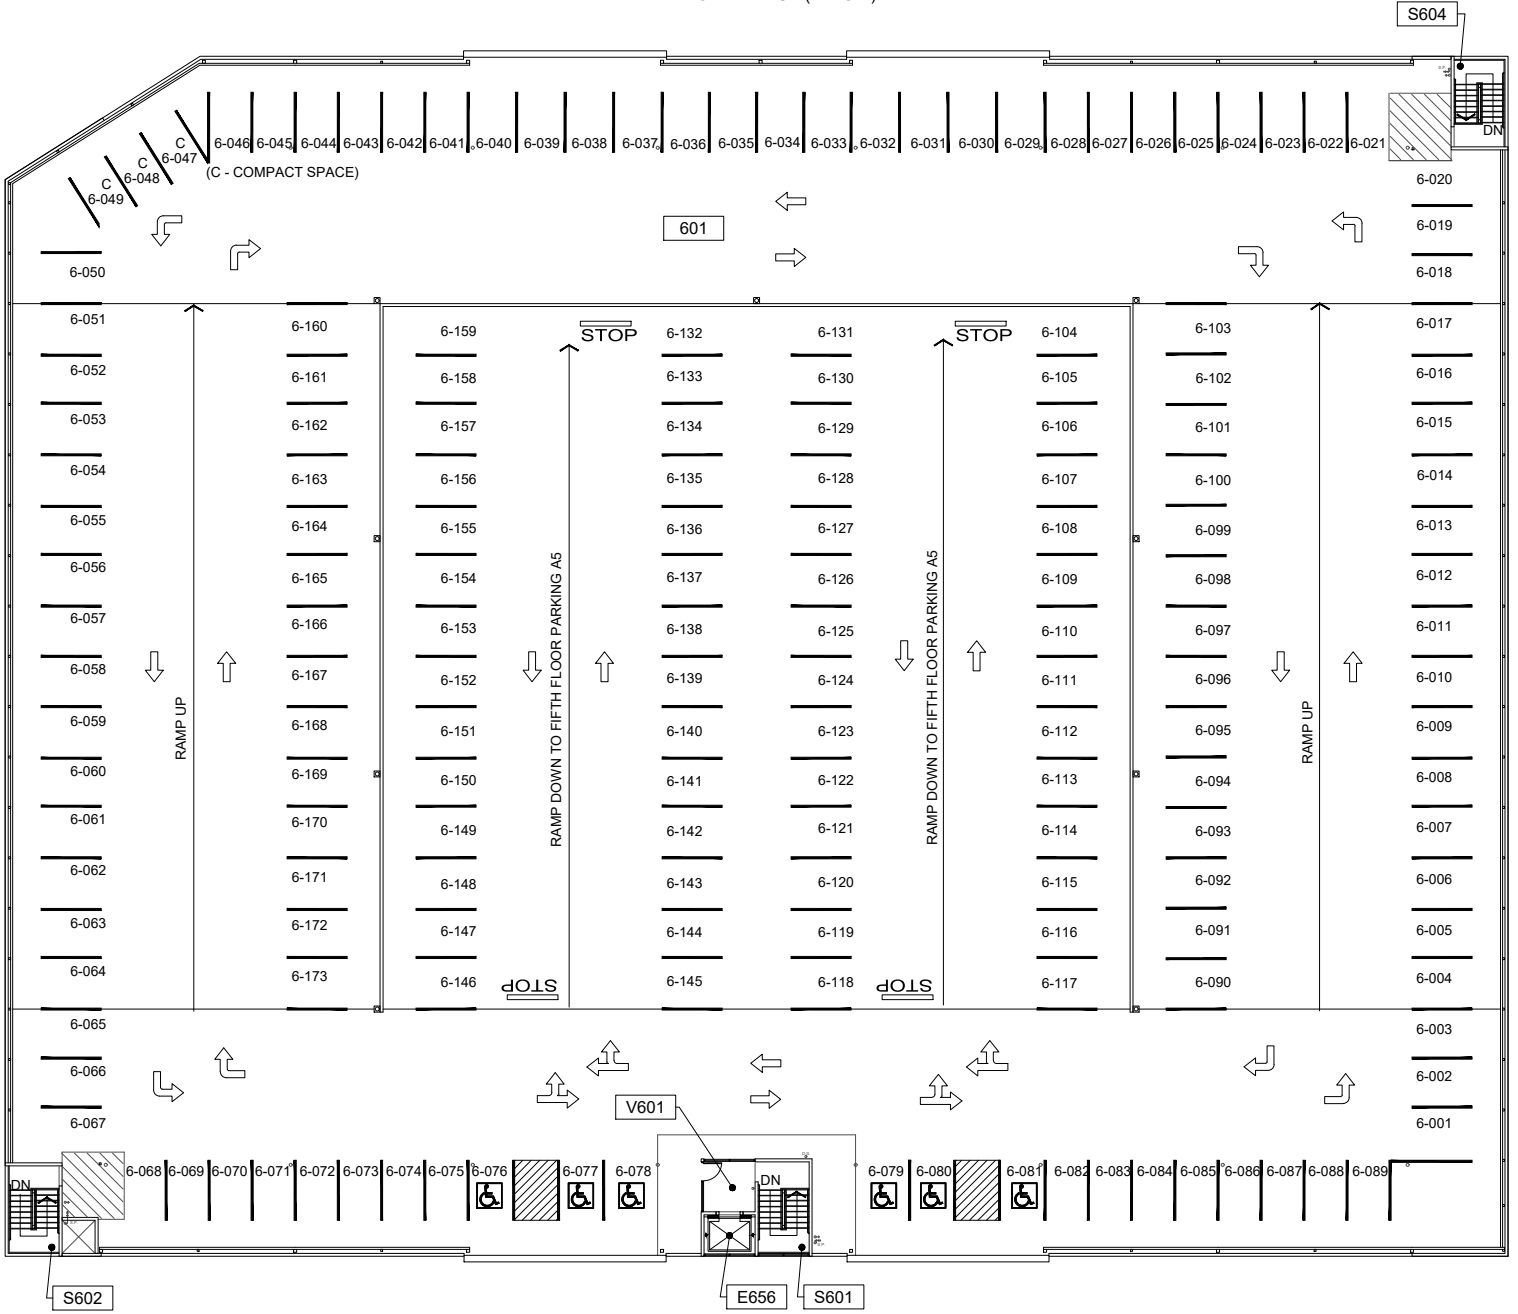 S604
DN
6-046 6-045 6-044 6-043 6-042 6-041 6-040 6-039 6-038 6-037 6-036 6-035 6-034 6-033 6-032 6-031 6-030 6-029 6-028 6-027 6-026 6-025 6-024 6-023 6-022 6-021
C
6-047
C
6-048
C
6-049
(C - COMPACT SPACE)
6-020
601
6-019
6-050
6-018
6-051 6-160 6-159 STOP 6-132 6-131 STOP 6-104 6-103 6-017
6-052 6-161 6-158 6-133 6-130 6-105 6-102 6-016
6-053 6-162 6-157 6-134 6-129 6-106 6-101 6-015
6-054 6-163 6-156 6-135 6-128 6-107 6-100 6-014
6-055 6-164 6-155 6-136 6-127 6-108 6-099 6-013
6-056 6-165 6-154 6-137 6-126 6-109 6-098 6-012
6-057 6-166 6-153 6-138 6-125 6-110 6-097 6-011
6-058 6-167 6-152 6-139 6-124 6-111 6-096 6-010
6-059 6-168 6-151 6-140 6-123 6-112 6-095 6-009
6-060 6-169 6-150 6-141 6-122 6-113 6-094 6-008
6-061 6-170 6-149 6-142 6-121 6-114 6-093 6-007
6-062 6-171 6-148 6-143 6-120 6-115 6-092 6-006
6-063 6-172 6-147 6-144 6-119 6-116 6-091 6-005
6-064 6-173 6-146 STOP 6-145 6-118 STOP 6-117 6-090 6-004
RAMP UP
RAMP DOWN TO FIFTH FLOOR PARKING A5
RAMP DOWN TO FIFTH FLOOR PARKING A5
RAMP UP
6-065 6-003
6-066 6-002
V601
6-067 6-001
6-068 6-069 6-070 6-071 6-072 6-073 6-074 6-075 6-076 6-077 6-078 6-079 6-080 6-081 6-082 6-083 6-084 6-085 6-086 6-087 6-088 6-089
DN
DN
S602
E656
S601